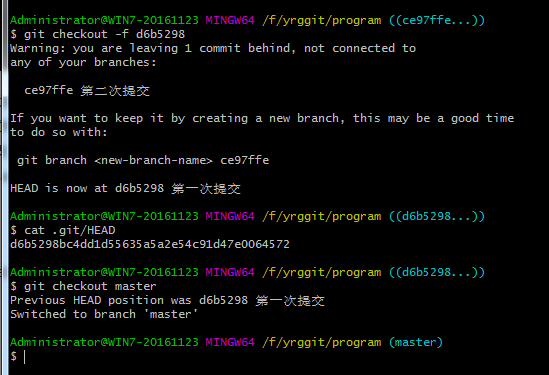 Administrator@WIN7-20161123 MINGW64 /f/yrggit/program ((ce97ffe...))
$ git checkout -f d6b5298
Warning: you are leaving 1 commit behind, not connected to
any of your branches:
ce97ffe 第二次提交
If you want to keep it by creating a new branch, this may be a good time
to do so with:
git branch <new-branch-name> ce97ffe
HEAD is now at d6b5298 第一次提交
Administrator@WIN7-20161123 MINGW64 /f/yrggit/program ((d6b5298...))
$ cat .git/HEAD
d6b5298bc4dd1d55635a5a2e54c91d47e0064572
Administrator@WIN7-20161123 MINGW64 /f/yrggit/program ((d6b5298...))
$ git checkout master
Previous HEAD position was d6b5298 第一次提交
Switched to branch 'master'
Administrator@WIN7-20161123 MINGW64 /f/yrggit/program (master)
$